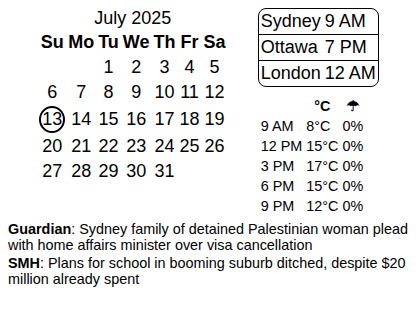 July 2025
Su Mo Tu We Th Fr Sa
1 2 3 4 5
6 7 8 9 10 11 12
13 14 15 16 17 18 19
20 21 22 23 24 25 26
27 28 29 30 31
Sydney 9 AM
Ottawa 7 PM
London 12 AM
°C ☂
9 AM 8°C 0%
12 PM 15°C 0%
3 PM 17°C 0%
6 PM 15°C 0%
9 PM 12°C 0%
Guardian: Sydney family of detained Palestinian woman plead
with home affairs minister over visa cancellation
SMH: Plans for school in booming suburb ditched, despite $20
million already spent